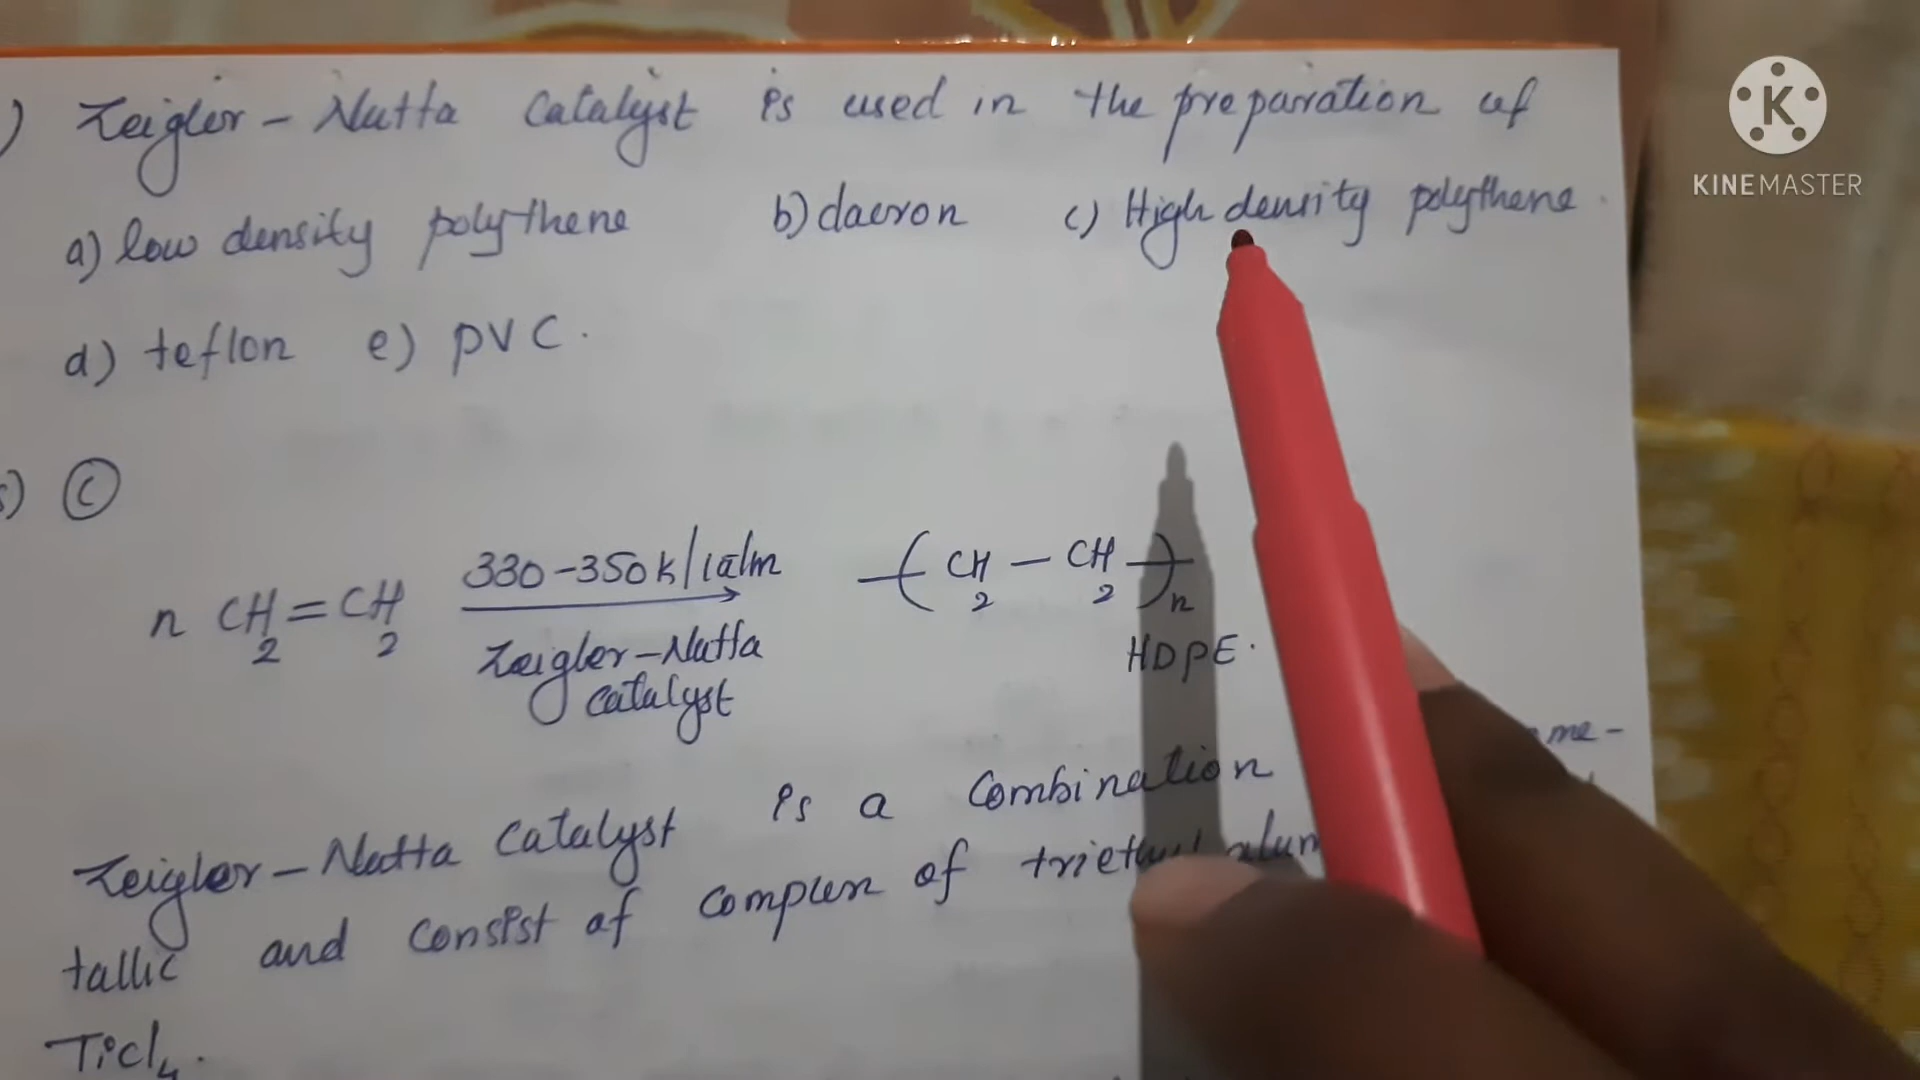 ) Zeigler - Natta Catalyst is used in the preparation of
a) low density polythene b) dacron c) High density polythene.
d) teflon e) PVC.
s) C
n CH2=CH2 330-350K/1atm Zeigler-Natta catalyst -(CH2-CH2)-n
HDPE.
Zeigler - Natta Catalyst is a Combination me-
tallic and consist of complex of triethyl alum
TiCl4.
KINEMASTER